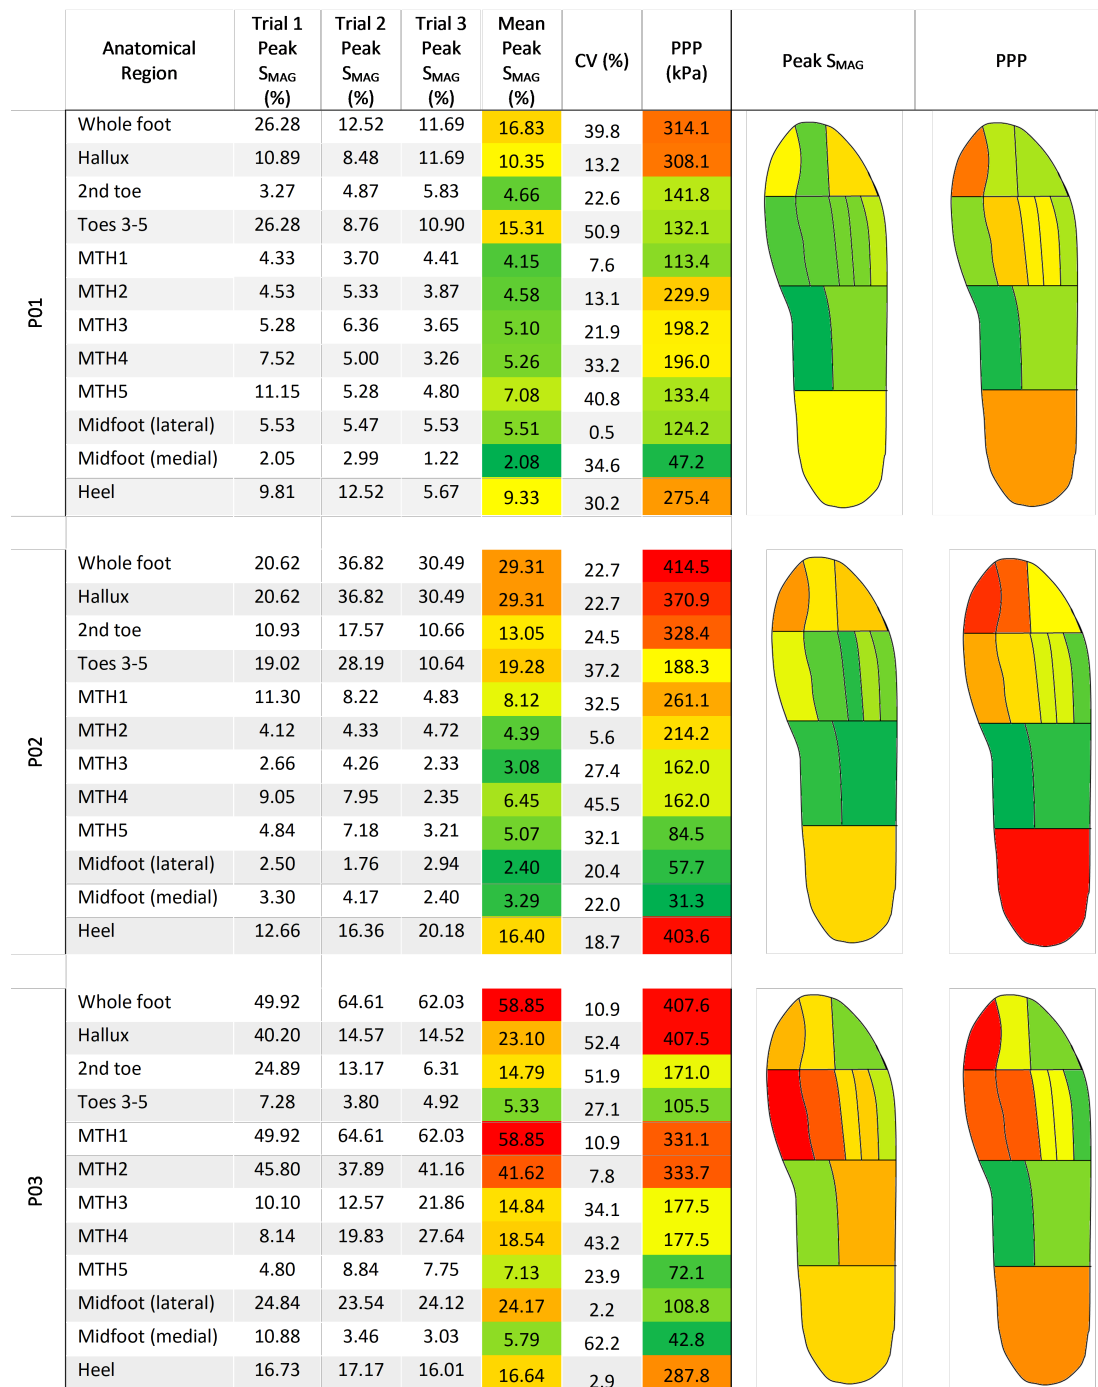 Anatomical Region Trial 1 Peak SMAG (%) Trial 2 Peak SMAG (%) Trial 3 Peak SMAG (%) Mean Peak SMAG (%) CV (%) PPP (kPa) Peak SMAG PPP
P01
Whole foot 26.28 12.52 11.69 16.83 39.8 314.1
Hallux 10.89 8.48 11.69 10.35 13.2 308.1
2nd toe 3.27 4.87 5.83 4.66 22.6 141.8
Toes 3-5 26.28 8.76 10.90 15.31 50.9 132.1
MTH1 4.33 3.70 4.41 4.15 7.6 113.4
MTH2 4.53 5.33 3.87 4.58 13.1 229.9
MTH3 5.28 6.36 3.65 5.10 21.9 198.2
MTH4 7.52 5.00 3.26 5.26 33.2 196.0
MTH5 11.15 5.28 4.80 7.08 40.8 133.4
Midfoot (lateral) 5.53 5.47 5.53 5.51 0.5 124.2
Midfoot (medial) 2.05 2.99 1.22 2.08 34.6 47.2
Heel 9.81 12.52 5.67 9.33 30.2 275.4
P02
Whole foot 20.62 36.82 30.49 29.31 22.7 414.5
Hallux 20.62 36.82 30.49 29.31 22.7 370.9
2nd toe 10.93 17.57 10.66 13.05 24.5 328.4
Toes 3-5 19.02 28.19 10.64 19.28 37.2 188.3
MTH1 11.30 8.22 4.83 8.12 32.5 261.1
MTH2 4.12 4.33 4.72 4.39 5.6 214.2
MTH3 2.66 4.26 2.33 3.08 27.4 162.0
MTH4 9.05 7.95 2.35 6.45 45.5 162.0
MTH5 4.84 7.18 3.21 5.07 32.1 84.5
Midfoot (lateral) 2.50 1.76 2.94 2.40 20.4 57.7
Midfoot (medial) 3.30 4.17 2.40 3.29 22.0 31.3
Heel 12.66 16.36 20.18 16.40 18.7 403.6
P03
Whole foot 49.92 64.61 62.03 58.85 10.9 407.6
Hallux 40.20 14.57 14.52 23.10 52.4 407.5
2nd toe 24.89 13.17 6.31 14.79 51.9 171.0
Toes 3-5 7.28 3.80 4.92 5.33 27.1 105.5
MTH1 49.92 64.61 62.03 58.85 10.9 331.1
MTH2 45.80 37.89 41.16 41.62 7.8 333.7
MTH3 10.10 12.57 21.86 14.84 34.1 177.5
MTH4 8.14 19.83 27.64 18.54 43.2 177.5
MTH5 4.80 8.84 7.75 7.13 23.9 72.1
Midfoot (lateral) 24.84 23.54 24.12 24.17 2.2 108.8
Midfoot (medial) 10.88 3.46 3.03 5.79 62.2 42.8
Heel 16.73 17.17 16.01 16.64 2.9 287.8